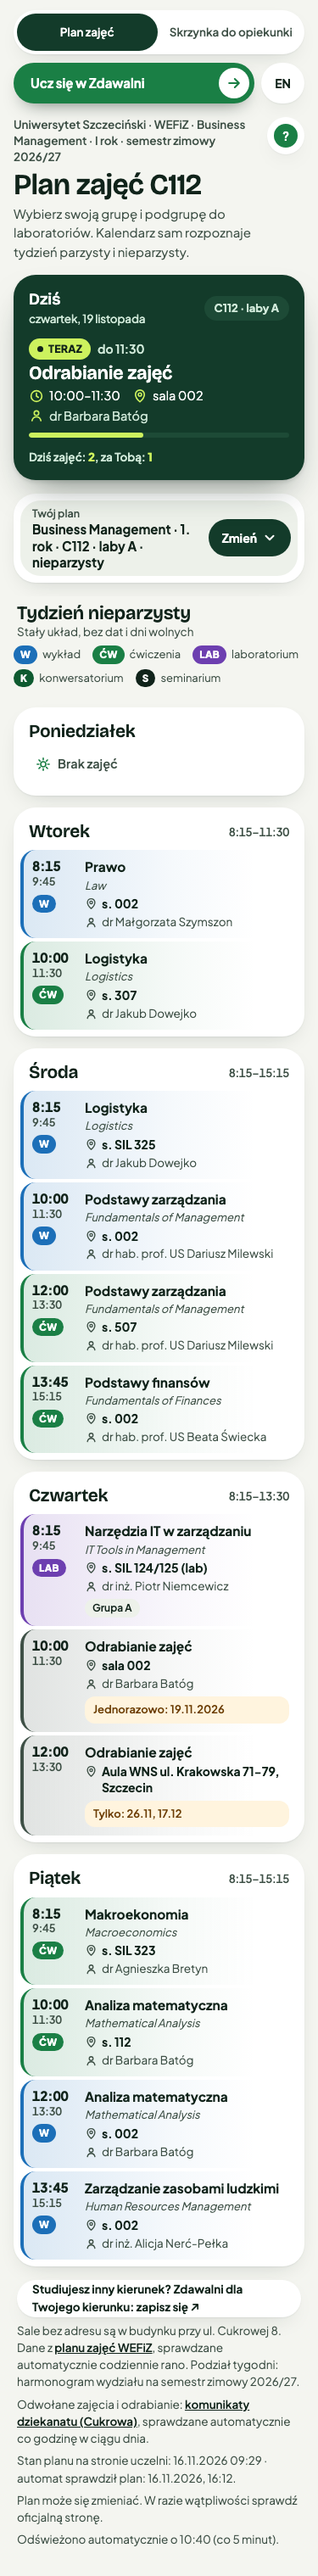 Plan zajęć
Skrzynka do opiekunki
Ucz się w Zdawalni
EN
Uniwersytet Szczeciński · WEFiZ · Business
Management · I rok · semestr zimowy
2026/27
?
Plan zajęć C112
Wybierz swoją grupę i podgrupę do
laboratoriów. Kalendarz sam rozpoznaje
tydzień parzysty i nieparzysty.
Dziś
czwartek, 19 listopada
C112 · laby A
TERAZ do 11:30
Odrabianie zajęć
10:00–11:30 sala 002
dr Barbara Batóg
Dziś zajęć: 2, za Tobą: 1
Twój plan
Business Management · 1.
rok · C112 · laby A ·
nieparzysty
Zmień
Tydzień nieparzysty
Stały układ, bez dat i dni wolnych
W wykład ĆW ćwiczenia LAB laboratorium
K konwersatorium S seminarium
Poniedziałek
Brak zajęć
Wtorek 8:15–11:30
8:15 Prawo
9:45 Law
W s. 002
dr Małgorzata Szymszon
10:00 Logistyka
11:30 Logistics
ĆW s. 307
dr Jakub Dowejko
Środa 8:15–15:15
8:15 Logistyka
9:45 Logistics
W s. SIL 325
dr Jakub Dowejko
10:00 Podstawy zarządzania
11:30 Fundamentals of Management
W s. 002
dr hab. prof. US Dariusz Milewski
12:00 Podstawy zarządzania
13:30 Fundamentals of Management
ĆW s. 507
dr hab. prof. US Dariusz Milewski
13:45 Podstawy finansów
15:15 Fundamentals of Finances
ĆW s. 002
dr hab. prof. US Beata Świecka
Czwartek 8:15–13:30
8:15 Narzędzia IT w zarządzaniu
9:45 IT Tools in Management
LAB s. SIL 124/125 (lab)
dr inż. Piotr Niemcewicz
Grupa A
10:00 Odrabianie zajęć
11:30 sala 002
dr Barbara Batóg
Jednorazowo: 19.11.2026
12:00 Odrabianie zajęć
13:30 Aula WNS ul. Krakowska 71–79,
Szczecin
Tylko: 26.11, 17.12
Piątek 8:15–15:15
8:15 Makroekonomia
9:45 Macroeconomics
ĆW s. SIL 323
dr Agnieszka Bretyn
10:00 Analiza matematyczna
11:30 Mathematical Analysis
ĆW s. 112
dr Barbara Batóg
12:00 Analiza matematyczna
13:30 Mathematical Analysis
W s. 002
dr Barbara Batóg
13:45 Zarządzanie zasobami ludzkimi
15:15 Human Resources Management
W s. 002
dr inż. Alicja Nerć-Pełka
Studiujesz inny kierunek? Zdawalni dla
Twojego kierunku: zapisz się ↗
Sale bez adresu są w budynku przy ul. Cukrowej 8.
Dane z planu zajęć WEFiZ, sprawdzane
automatycznie codziennie rano. Podział tygodni:
harmonogram wydziału na semestr zimowy 2026/27.
Odwołane zajęcia i odrabianie: komunikaty
dziekanatu (Cukrowa), sprawdzane automatycznie
co godzinę w ciągu dnia.
Stan planu na stronie uczelni: 16.11.2026 09:29 ·
automat sprawdził plan: 16.11.2026, 16:12.
Plan może się zmieniać. W razie wątpliwości sprawdź
oficjalną stronę.
Odświeżono automatycznie o 10:40 (co 5 minut).